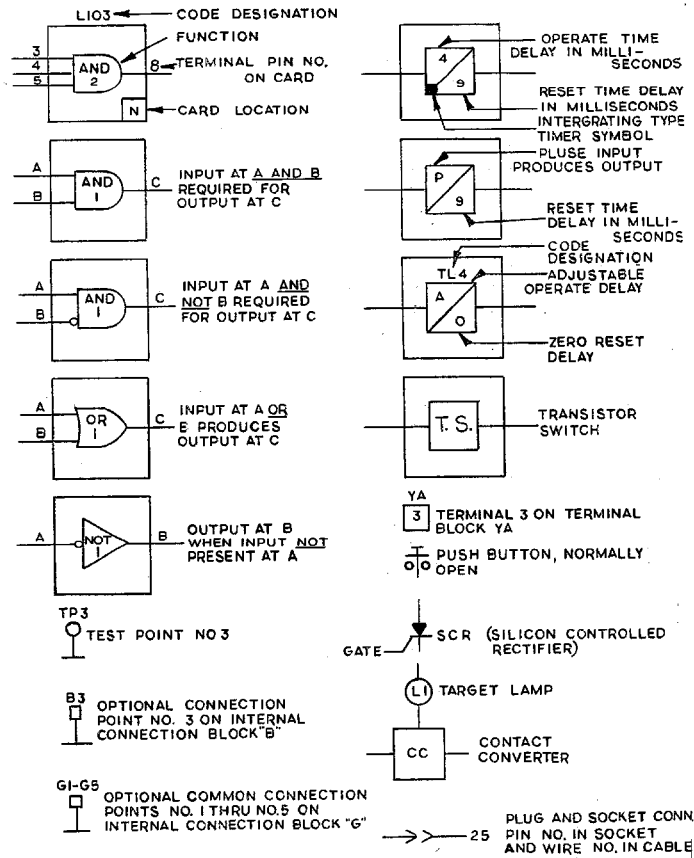 L103 CODE DESIGNATION
FUNCTION
3
4
5
AND
2
8 TERMINAL PIN NO.
ON CARD
N CARD LOCATION
A
B
AND
1
C
INPUT AT A AND B
REQUIRED FOR
OUTPUT AT C
A
B
AND
1
C
INPUT AT A AND
NOT B REQUIRED
FOR OUTPUT AT C
A
B
OR
1
C
INPUT AT A OR
B PRODUCES
OUTPUT AT C
A
NOT
1
B
OUTPUT AT B
WHEN INPUT NOT
PRESENT AT A
TP3
TEST POINT NO 3
B3
OPTIONAL CONNECTION
POINT NO. 3 ON INTERNAL
CONNECTION BLOCK "B"
G1-G5
OPTIONAL COMMON CONNECTION
POINTS NO. 1 THRU NO. 5 ON
INTERNAL CONNECTION BLOCK "G"
4
9
OPERATE TIME
DELAY IN MILLI-
SECONDS
RESET TIME DELAY
IN MILLISECONDS
INTERGRATING TYPE
TIMER SYMBOL
P
9
PLUSE INPUT
PRODUCES OUTPUT
RESET TIME
DELAY IN MILLI-
SECONDS
CODE
DESIGNATION
TL4
A
O
ADJUSTABLE
OPERATE DELAY
ZERO RESET
DELAY
T. S.
TRANSISTOR
SWITCH
YA
3
TERMINAL 3 ON TERMINAL
BLOCK YA
PUSH BUTTON, NORMALLY
OPEN
GATE
SCR (SILICON CONTROLLED
RECTIFIER)
L1 TARGET LAMP
CC
CONTACT
CONVERTER
25
PLUG AND SOCKET CONN
PIN NO. IN SOCKET
AND WIRE NO. IN CABLE